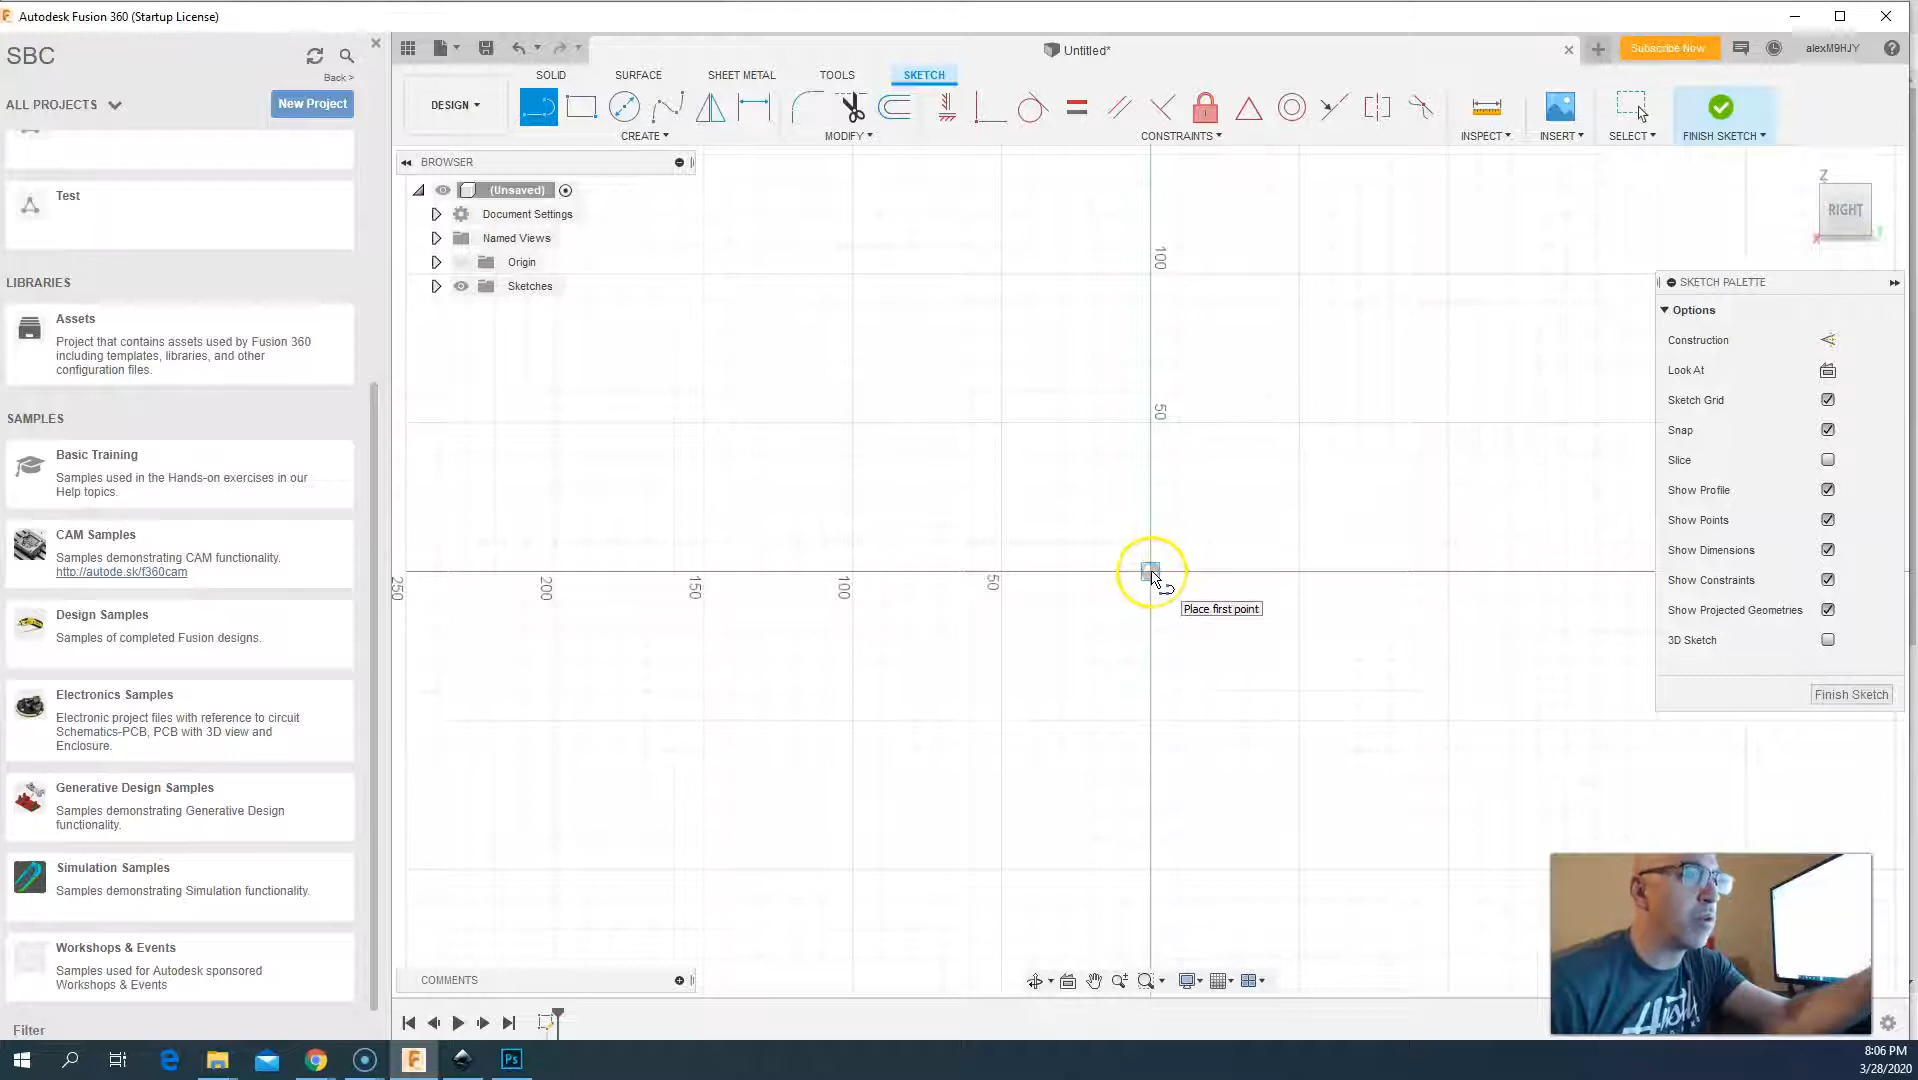 Autodesk Fusion 360 (Startup License)
SBC
Back >
ALL PROJECTS
New Project
Test
LIBRARIES
Assets
Project that contains assets used by Fusion 360
including templates, libraries, and other
configuration files.
SAMPLES
Basic Training
Samples used in the Hands-on exercises in our
Help topics.
CAM Samples
Samples demonstrating CAM functionality.
http://autode.sk/f360cam
Design Samples
Samples of completed Fusion designs.
Electronics Samples
Electronic project files with reference to circuit
Schematics-PCB, PCB with 3D view and
Enclosure.
Generative Design Samples
Samples demonstrating Generative Design
functionality.
Simulation Samples
Samples demonstrating Simulation functionality.
Workshops & Events
Samples used for Autodesk sponsored
Workshops & Events
Filter
Untitled*
Subscribe Now
alexM9HJY
SOLID
SURFACE
SHEET METAL
TOOLS
SKETCH
DESIGN
CREATE
MODIFY
CONSTRAINTS
INSPECT
INSERT
SELECT
FINISH SKETCH
BROWSER
(Unsaved)
Document Settings
Named Views
Origin
Sketches
100
50
250
200
150
100
50
Place first point
Z
RIGHT
X
Y
SKETCH PALETTE
Options
Construction
Look At
Sketch Grid
Snap
Slice
Show Profile
Show Points
Show Dimensions
Show Constraints
Show Projected Geometries
3D Sketch
Finish Sketch
COMMENTS
Ps
8:06 PM
3/28/2020